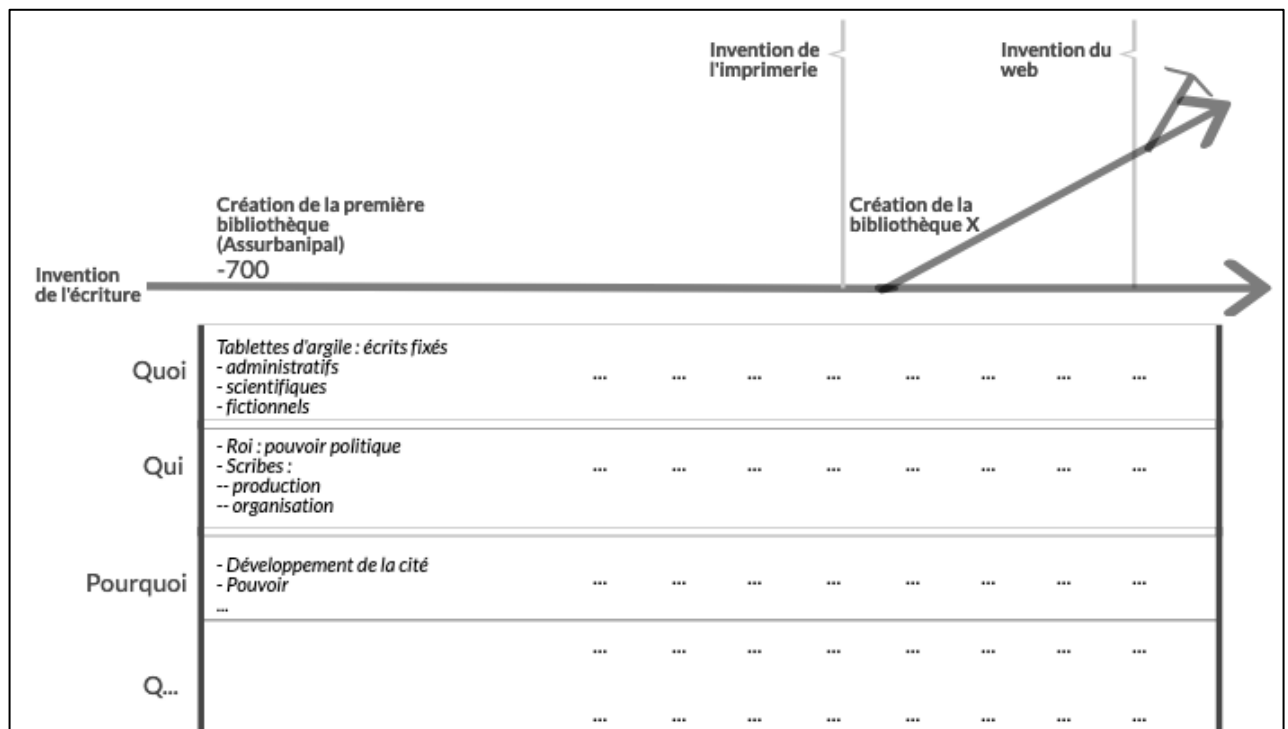 Invention de
l'imprimerie
Invention du
web
Création de la première
bibliothèque
(Assurbanipal)
-700
Création de la
bibliothèque X
Invention
de l'écriture
Quoi
Tablettes d'argile : écrits fixés
- administratifs
- scientifiques
- fictionnels
... ... ... ... ... ... ... ...
Qui
- Roi : pouvoir politique
- Scribes :
-- production
-- organisation
... ... ... ... ... ... ... ...
Pourquoi
- Développement de la cité
- Pouvoir
...
... ... ... ... ... ... ... ...
Q...
... ... ... ... ... ... ... ...
... ... ... ... ... ... ... ...